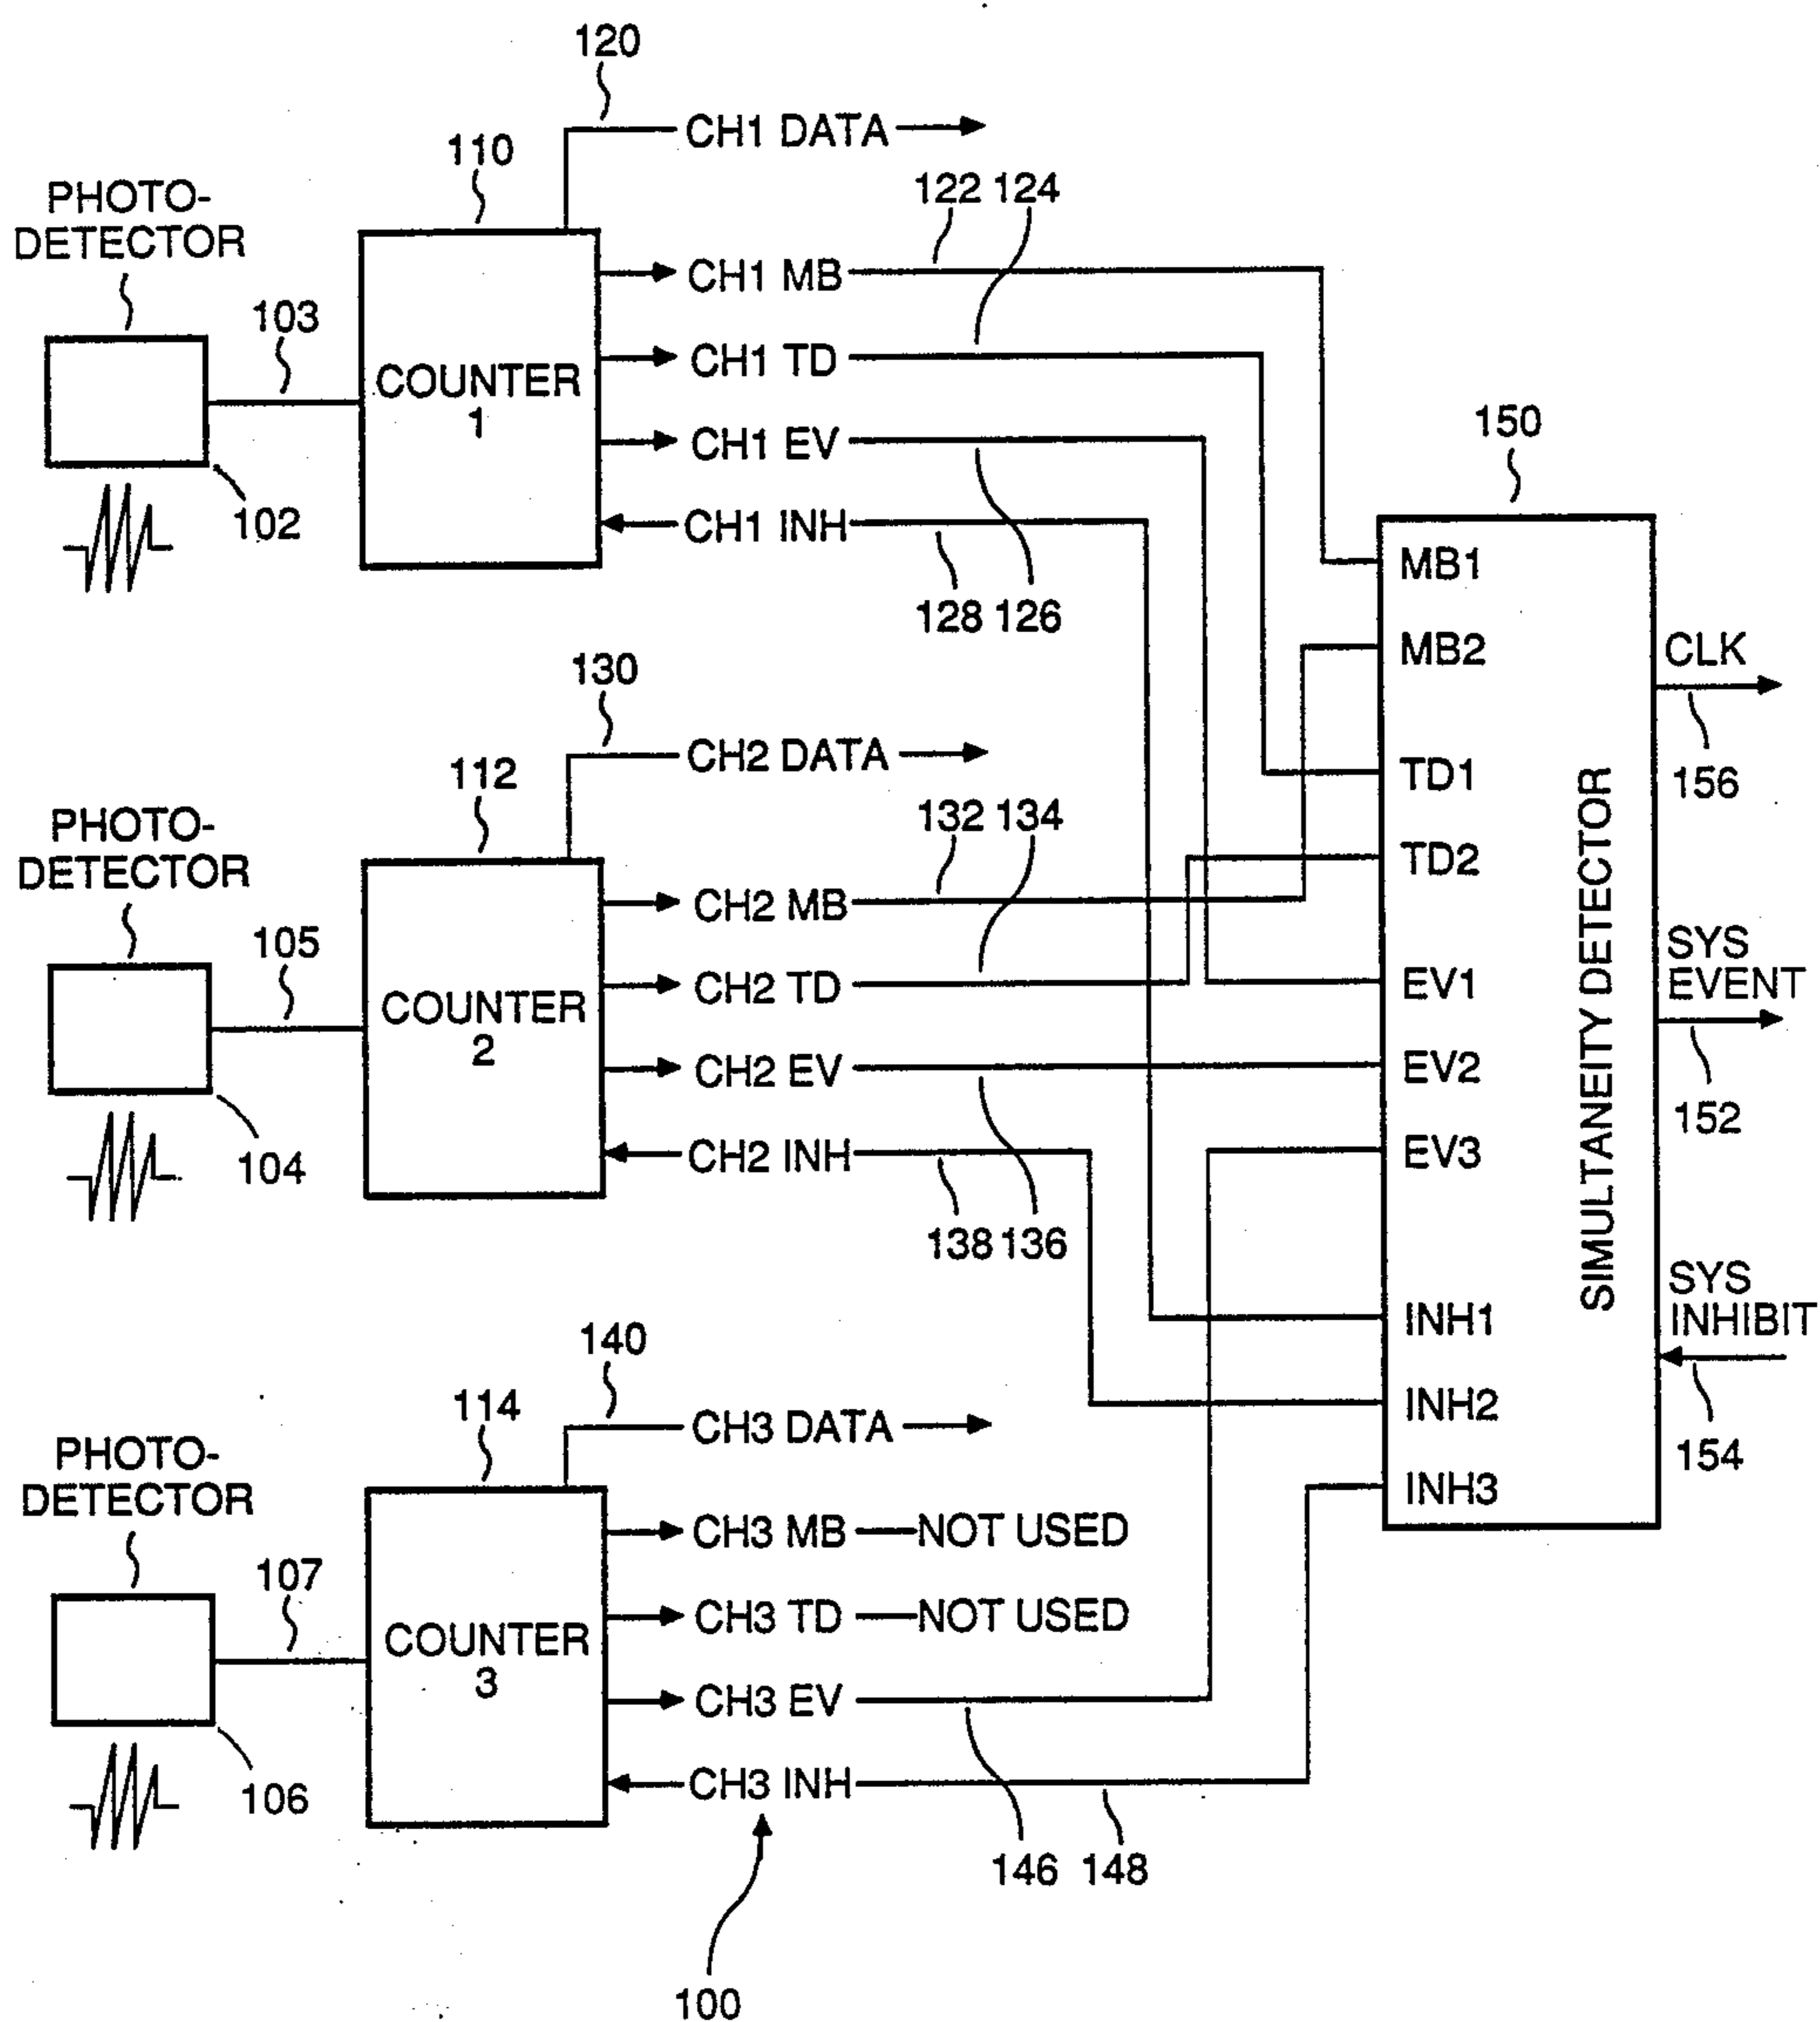 120
CH1 DATA
110
122 124
PHOTO-
DETECTOR
CH1 MB
103
CH1 TD
COUNTER
1
CH1 EV
150
102
CH1 INH
MB1
128 126
MB2
CLK
130
CH2 DATA
112
TD1
156
132 134
PHOTO-
DETECTOR
TD2
CH2 MB
105
SYS
EVENT
CH2 TD
EV1
COUNTER
2
CH2 EV
EV2
SIMULTANEITY DETECTOR
152
104
CH2 INH
EV3
138 136
SYS
INHIBIT
INH1
140
CH3 DATA
114
INH2
154
PHOTO-
DETECTOR
INH3
CH3 MB NOT USED
107
CH3 TD NOT USED
COUNTER
3
CH3 EV
106
CH3 INH
146 148
100